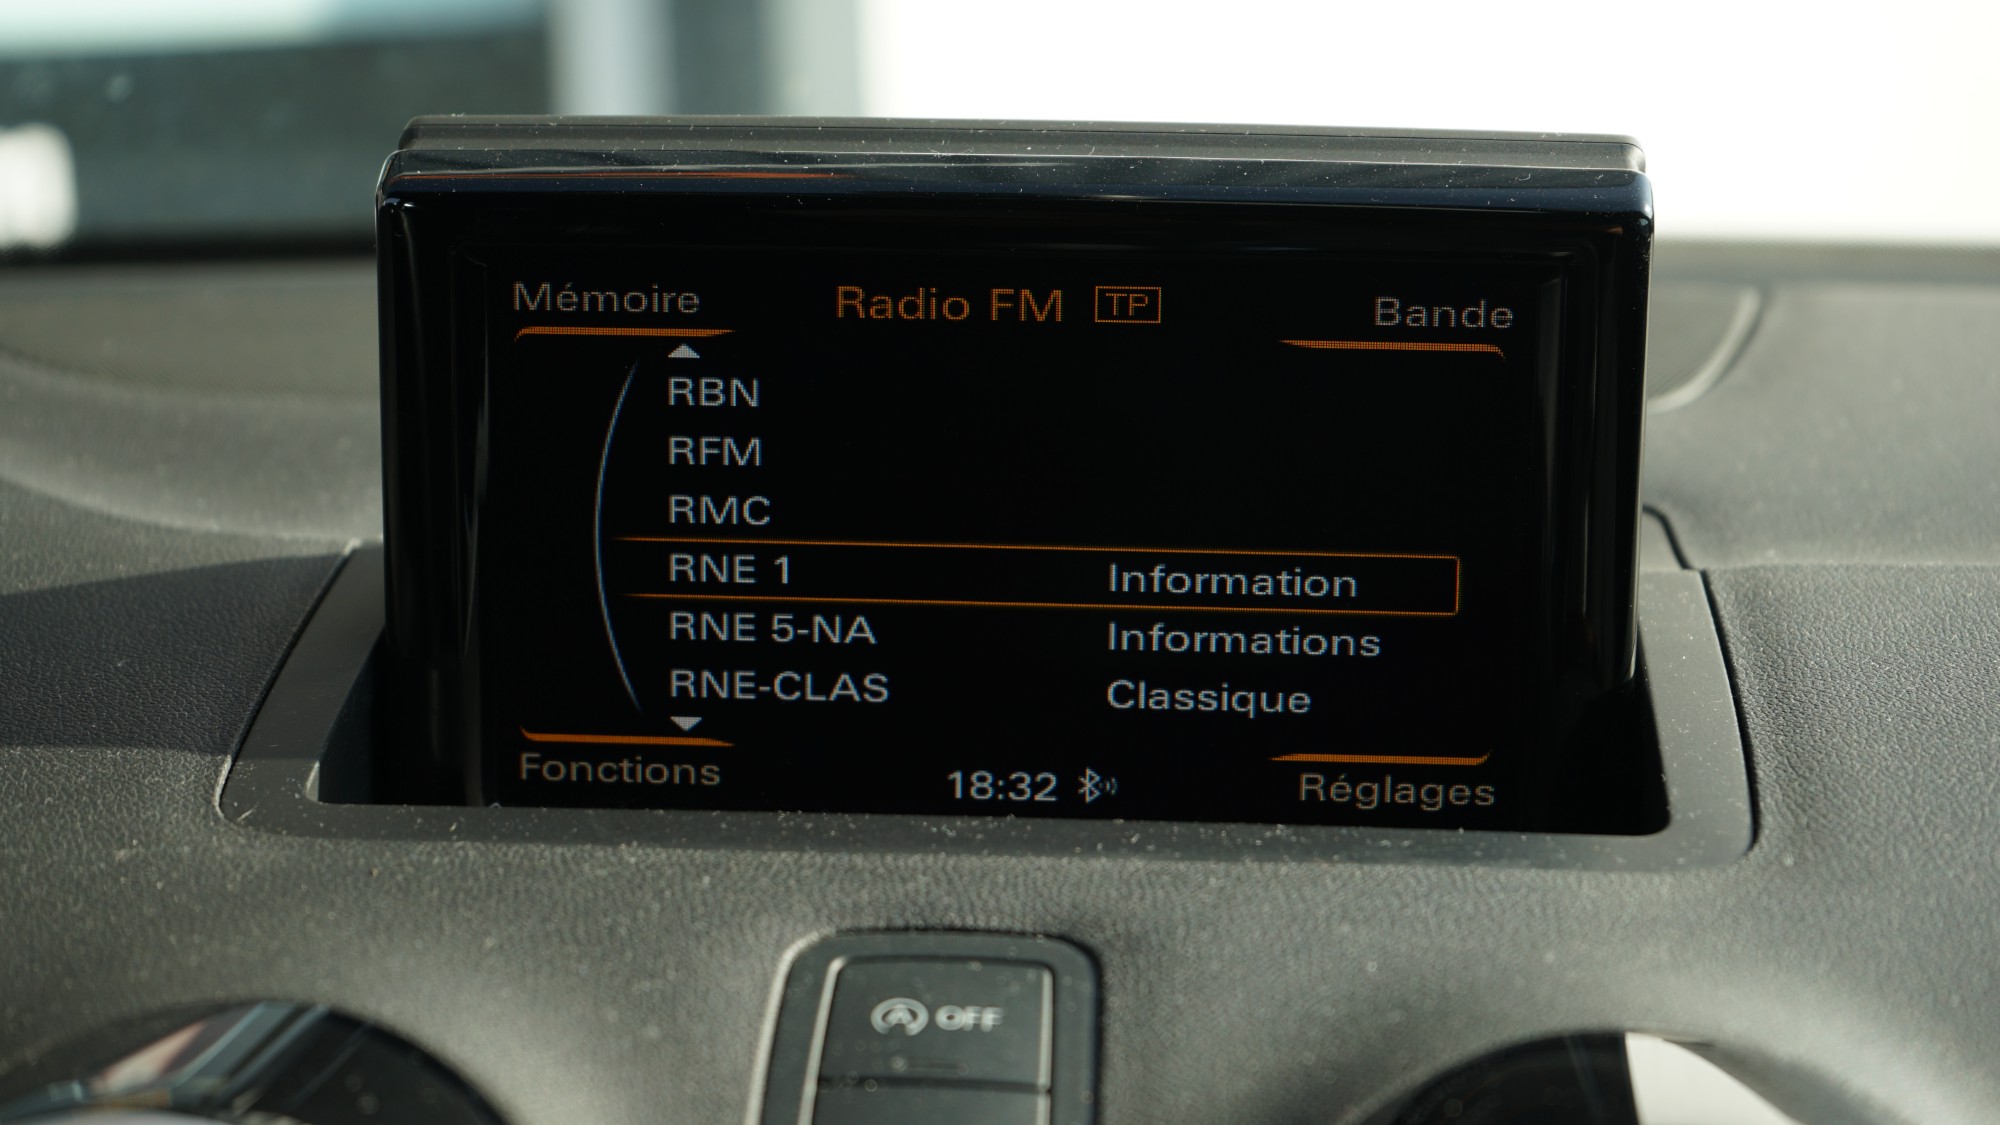 Mémoire Radio FM TP Bande
RBN
RFM
RMC
RNE 1 Information
RNE 5-NA Informations
RNE-CLAS Classique
Fonctions 18:32 Réglages
A OFF